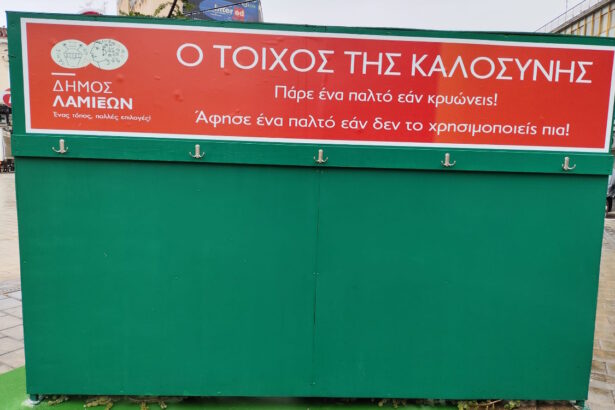 Ο ΤΟΙΧΟΣ ΤΗΣ ΚΑΛΟΣΥΝΗΣ
Πάρε ένα παλτό εάν κρυώνεις!
Άφησε ένα παλτό εάν δεν το χρησιμοποιείς πια!
ΔΗΜΟΣ
ΛΑΜΙΕΩΝ
Ένας τόπος, πολλές επιλογές!